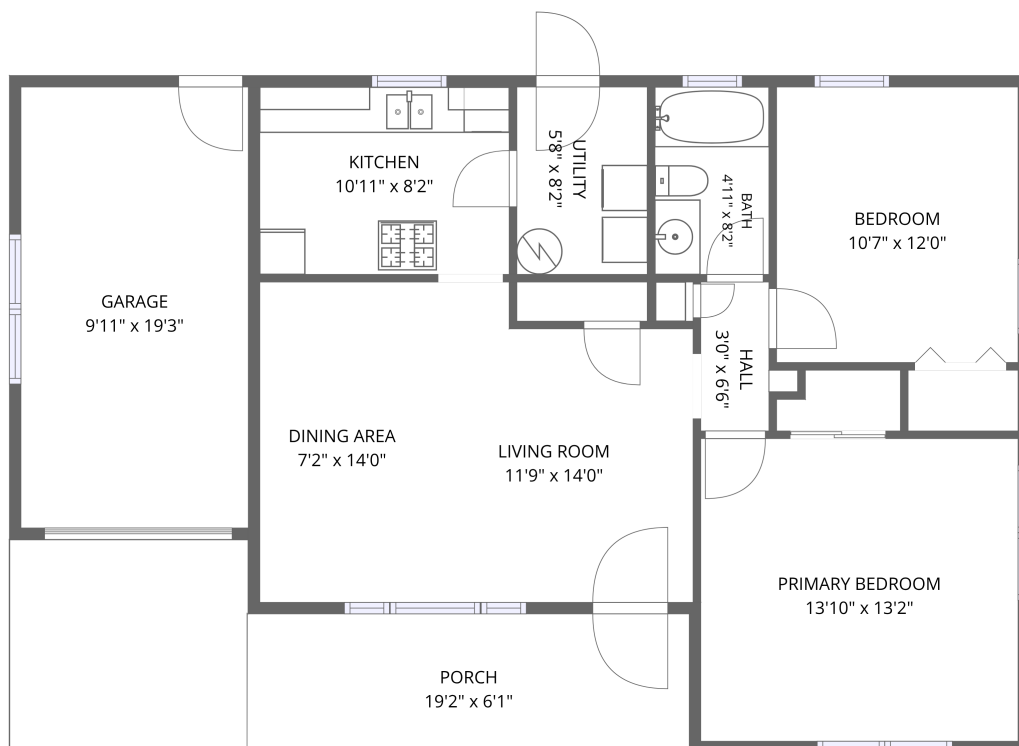 KITCHEN
10'11" x 8'2"
UTILITY
5'8" x 8'2"
BATH
4'11" x 8'2"
BEDROOM
10'7" x 12'0"
GARAGE
9'11" x 19'3"
HALL
3'0" x 6'6"
DINING AREA
7'2" x 14'0"
LIVING ROOM
11'9" x 14'0"
PRIMARY BEDROOM
13'10" x 13'2"
PORCH
19'2" x 6'1"